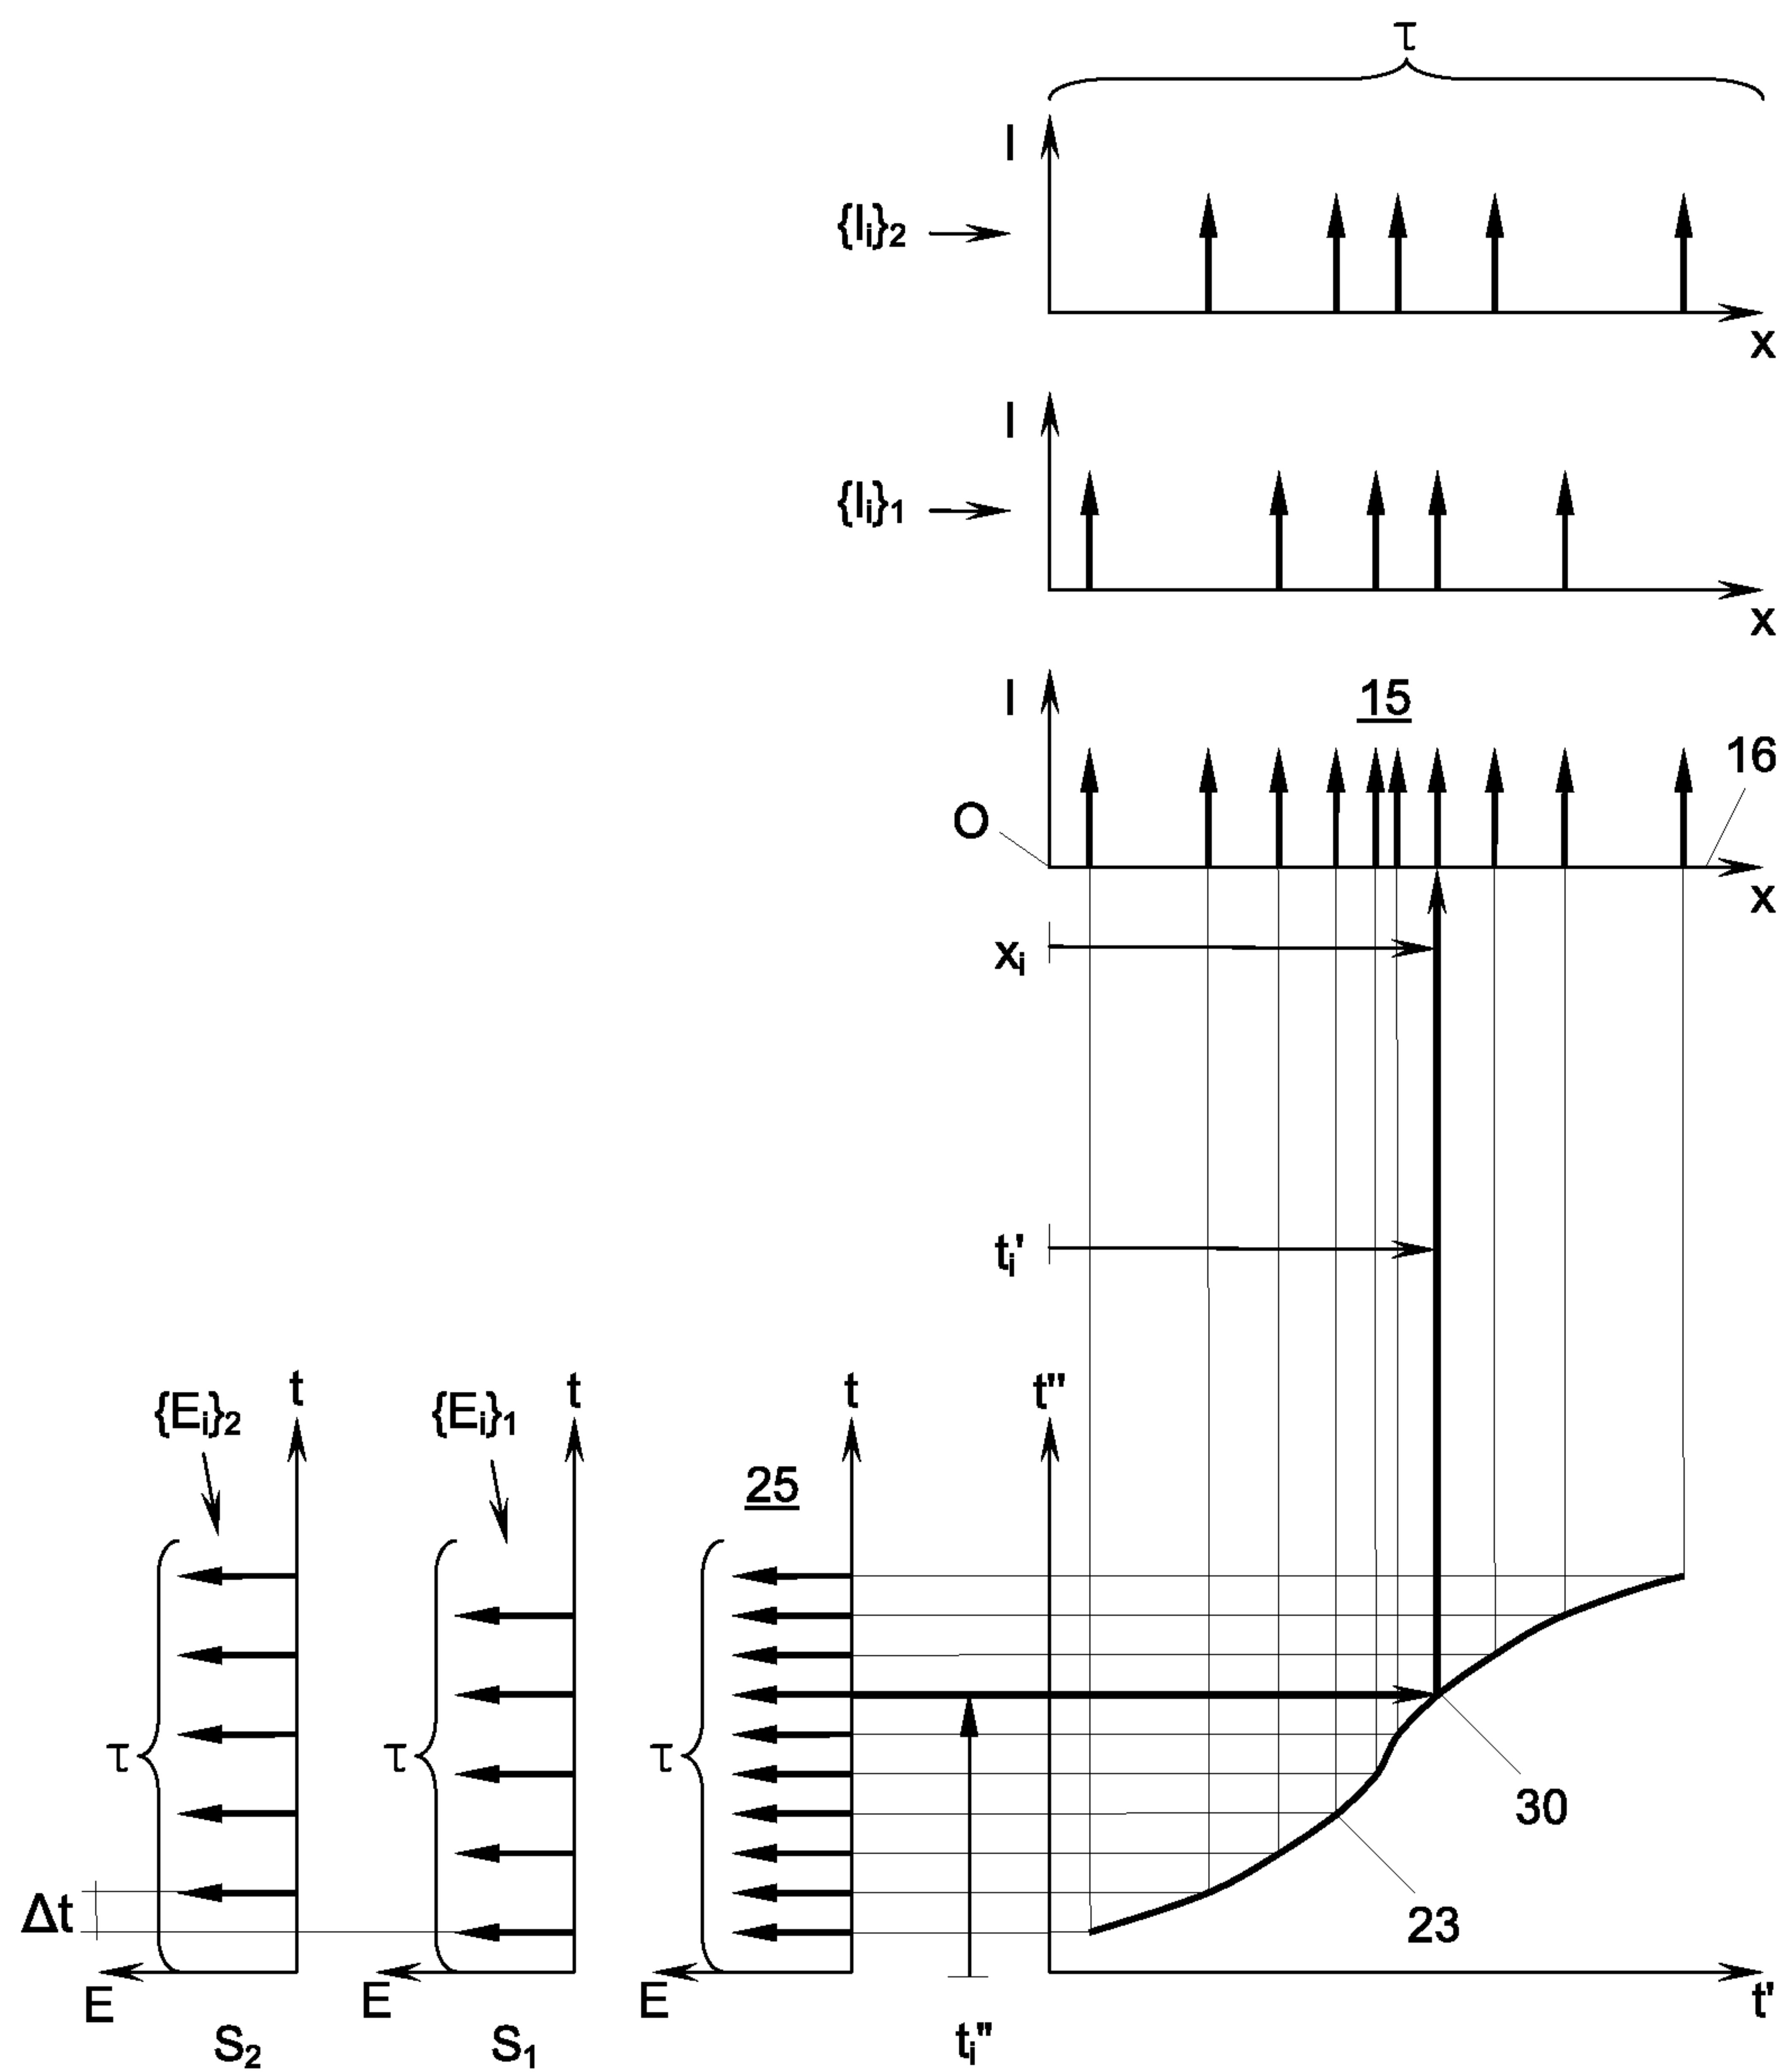 τ
I
{Iᵢ}₂
x
I
{Iᵢ}₁
x
I
15
16
O
x
xᵢ
tᵢ'
{Eᵢ}₂
t
{Eᵢ}₁
t
25
t
t''
τ
τ
τ
30
Δt
23
E
E
E
t'
S₂
S₁
tᵢ''